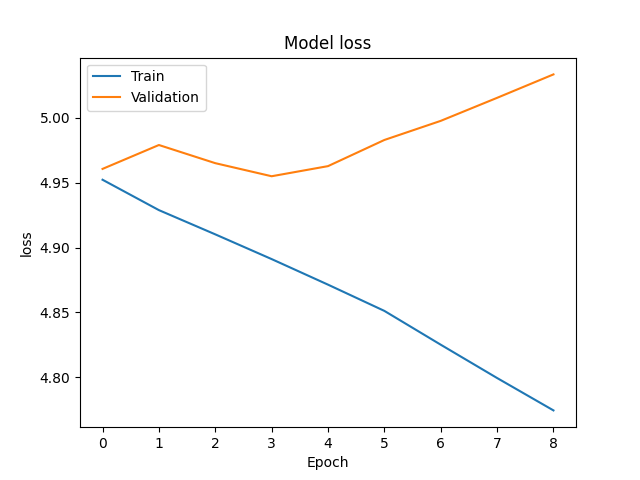 Model loss
Train
Validation
5.00
4.95
4.90
4.85
4.80
loss
0 1 2 3 4 5 6 7 8
Epoch